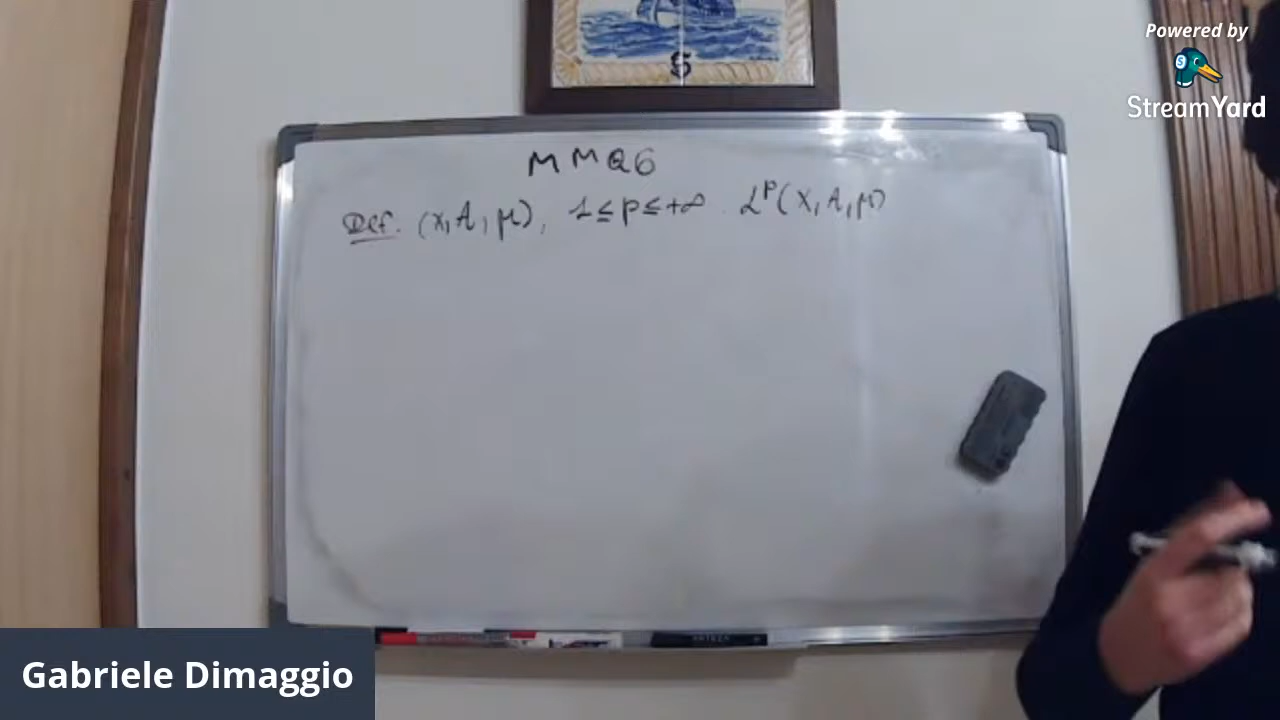 Powered by
StreamYard
MMQ6
Def. (X, A, μ), 1 ≤ p ≤ +∞. L^p(X, A, μ)
Gabriele Dimaggio